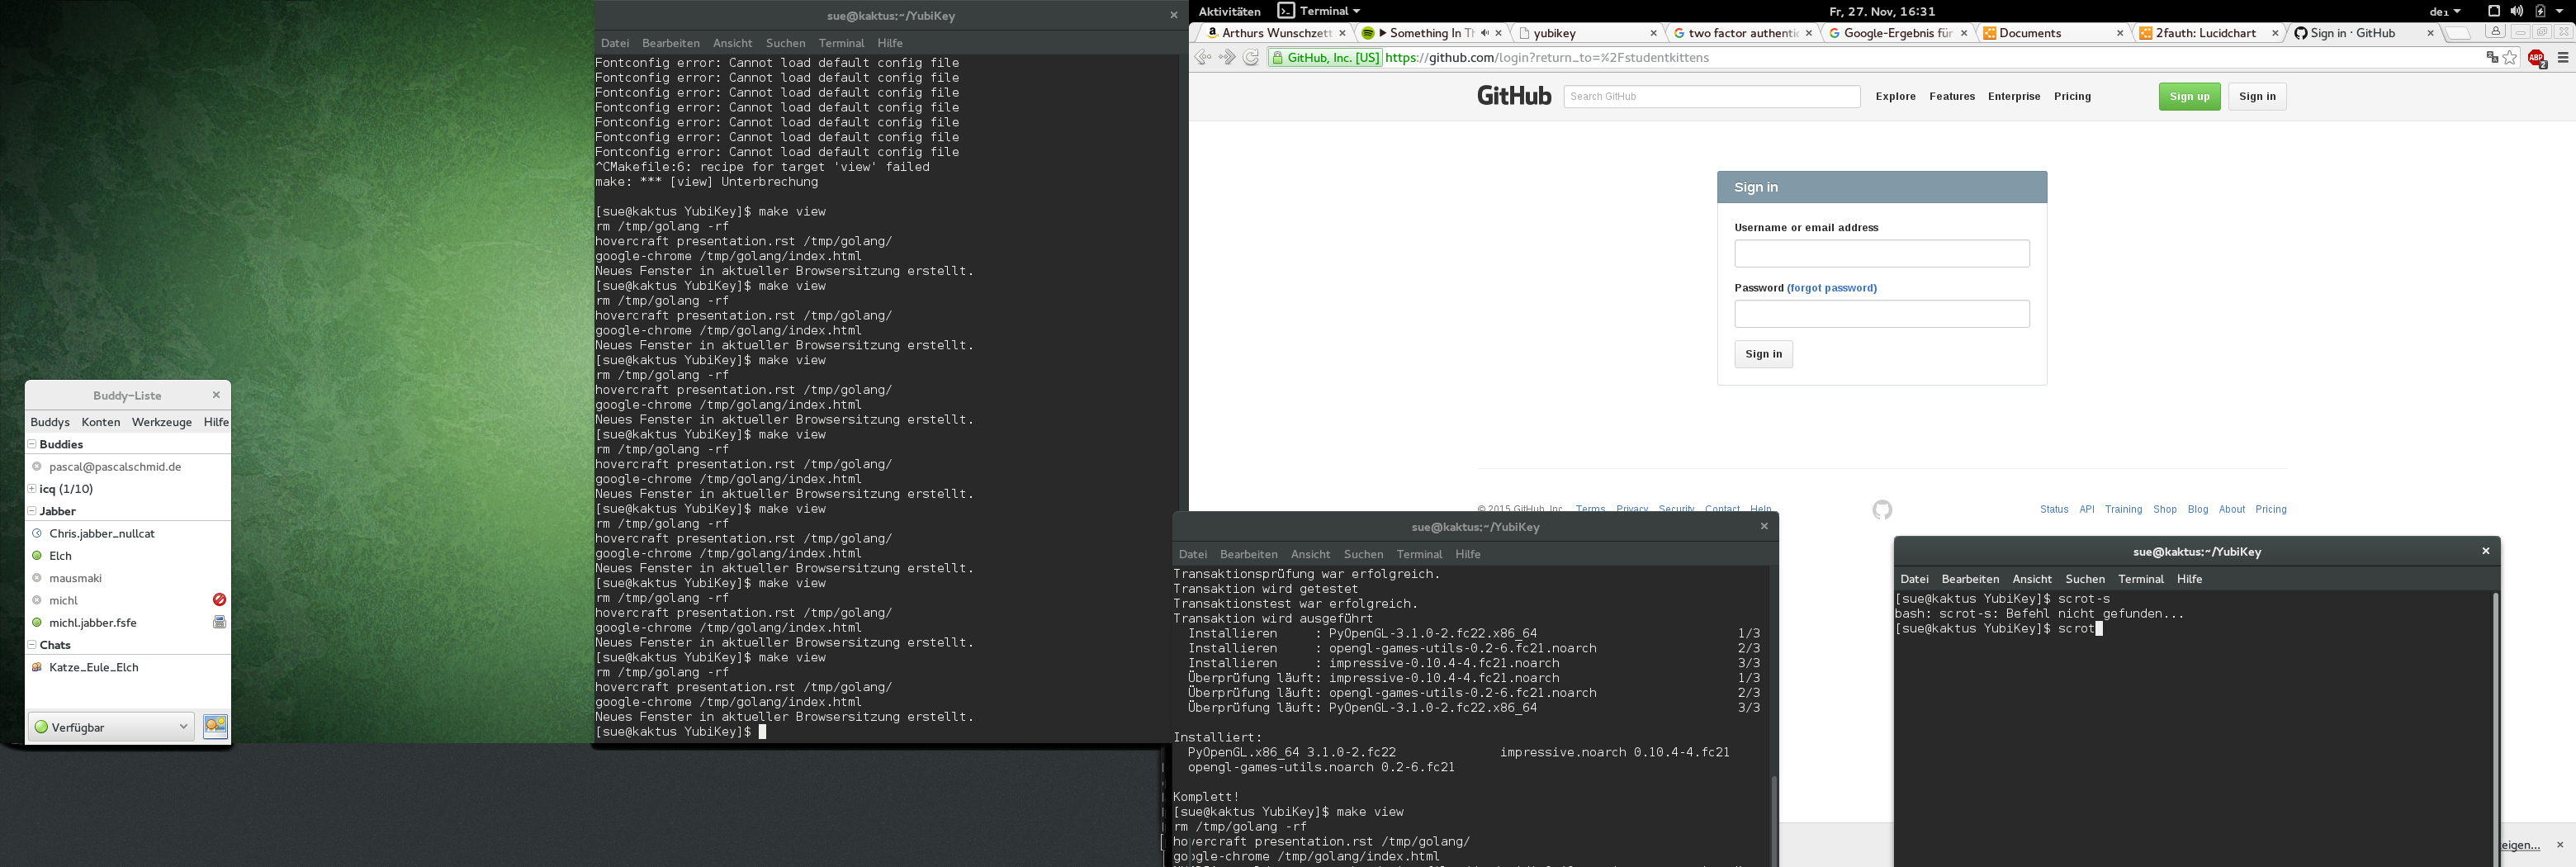 sue@kaktus:~/YubiKey
Datei Bearbeiten Ansicht Suchen Terminal Hilfe
Fontconfig error: Cannot load default config file
Fontconfig error: Cannot load default config file
Fontconfig error: Cannot load default config file
Fontconfig error: Cannot load default config file
Fontconfig error: Cannot load default config file
Fontconfig error: Cannot load default config file
Fontconfig error: Cannot load default config file
^CMakefile:6: recipe for target 'view' failed
make: *** [view] Unterbrechung
[sue@kaktus YubiKey]$ make view
rm /tmp/golang -rf
hovercraft presentation.rst /tmp/golang/
google-chrome /tmp/golang/index.html
Neues Fenster in aktueller Browsersitzung erstellt.
[sue@kaktus YubiKey]$ make view
rm /tmp/golang -rf
hovercraft presentation.rst /tmp/golang/
google-chrome /tmp/golang/index.html
Neues Fenster in aktueller Browsersitzung erstellt.
[sue@kaktus YubiKey]$ make view
rm /tmp/golang -rf
hovercraft presentation.rst /tmp/golang/
google-chrome /tmp/golang/index.html
Neues Fenster in aktueller Browsersitzung erstellt.
[sue@kaktus YubiKey]$ make view
rm /tmp/golang -rf
hovercraft presentation.rst /tmp/golang/
google-chrome /tmp/golang/index.html
Neues Fenster in aktueller Browsersitzung erstellt.
[sue@kaktus YubiKey]$ make view
rm /tmp/golang -rf
hovercraft presentation.rst /tmp/golang/
google-chrome /tmp/golang/index.html
Neues Fenster in aktueller Browsersitzung erstellt.
[sue@kaktus YubiKey]$ make view
rm /tmp/golang -rf
hovercraft presentation.rst /tmp/golang/
google-chrome /tmp/golang/index.html
Neues Fenster in aktueller Browsersitzung erstellt.
[sue@kaktus YubiKey]$ make view
rm /tmp/golang -rf
hovercraft presentation.rst /tmp/golang/
google-chrome /tmp/golang/index.html
Neues Fenster in aktueller Browsersitzung erstellt.
[sue@kaktus YubiKey]$
Buddy-Liste
Buddys Konten Werkzeuge Hilfe
Buddies
pascal@pascalschmid.de
icq (1/10)
Jabber
Chris.jabber_nullcat
Elch
mausmaki
michl
michl.jabber.fsfe
Chats
Katze_Eule_Elch
Verfügbar
Aktivitäten Terminal Fr, 27. Nov, 16:31 de₁
Arthurs Wunschzett Something In Th yubikey two factor authentic Google-Ergebnis für Documents 2fauth: Lucidchart Sign in · GitHub
GitHub, Inc. [US] https://github.com/login?return_to=%2Fstudentkittens ABP 2
GitHub Search GitHub Explore Features Enterprise Pricing Sign up Sign in
Sign in
Username or email address
Password (forgot password)
Sign in
© 2015 GitHub, Inc. Terms Privacy Security Contact Help Status API Training Shop Blog About Pricing
sue@kaktus:~/YubiKey
Datei Bearbeiten Ansicht Suchen Terminal Hilfe
Transaktionsprüfung war erfolgreich.
Transaktion wird getestet
Transaktionstest war erfolgreich.
Transaktion wird ausgeführt
Installieren : PyOpenGL-3.1.0-2.fc22.x86_64 1/3
Installieren : opengl-games-utils-0.2-6.fc21.noarch 2/3
Installieren : impressive-0.10.4-4.fc21.noarch 3/3
Überprüfung läuft: impressive-0.10.4-4.fc21.noarch 1/3
Überprüfung läuft: opengl-games-utils-0.2-6.fc21.noarch 2/3
Überprüfung läuft: PyOpenGL-3.1.0-2.fc22.x86_64 3/3
Installiert:
PyOpenGL.x86_64 3.1.0-2.fc22 impressive.noarch 0.10.4-4.fc21
opengl-games-utils.noarch 0.2-6.fc21
Komplett!
[sue@kaktus YubiKey]$ make view
rm /tmp/golang -rf
hovercraft presentation.rst /tmp/golang/
google-chrome /tmp/golang/index.html
sue@kaktus:~/YubiKey
Datei Bearbeiten Ansicht Suchen Terminal Hilfe
[sue@kaktus YubiKey]$ scrot-s
bash: scrot-s: Befehl nicht gefunden...
[sue@kaktus YubiKey]$ scrot
eigen...